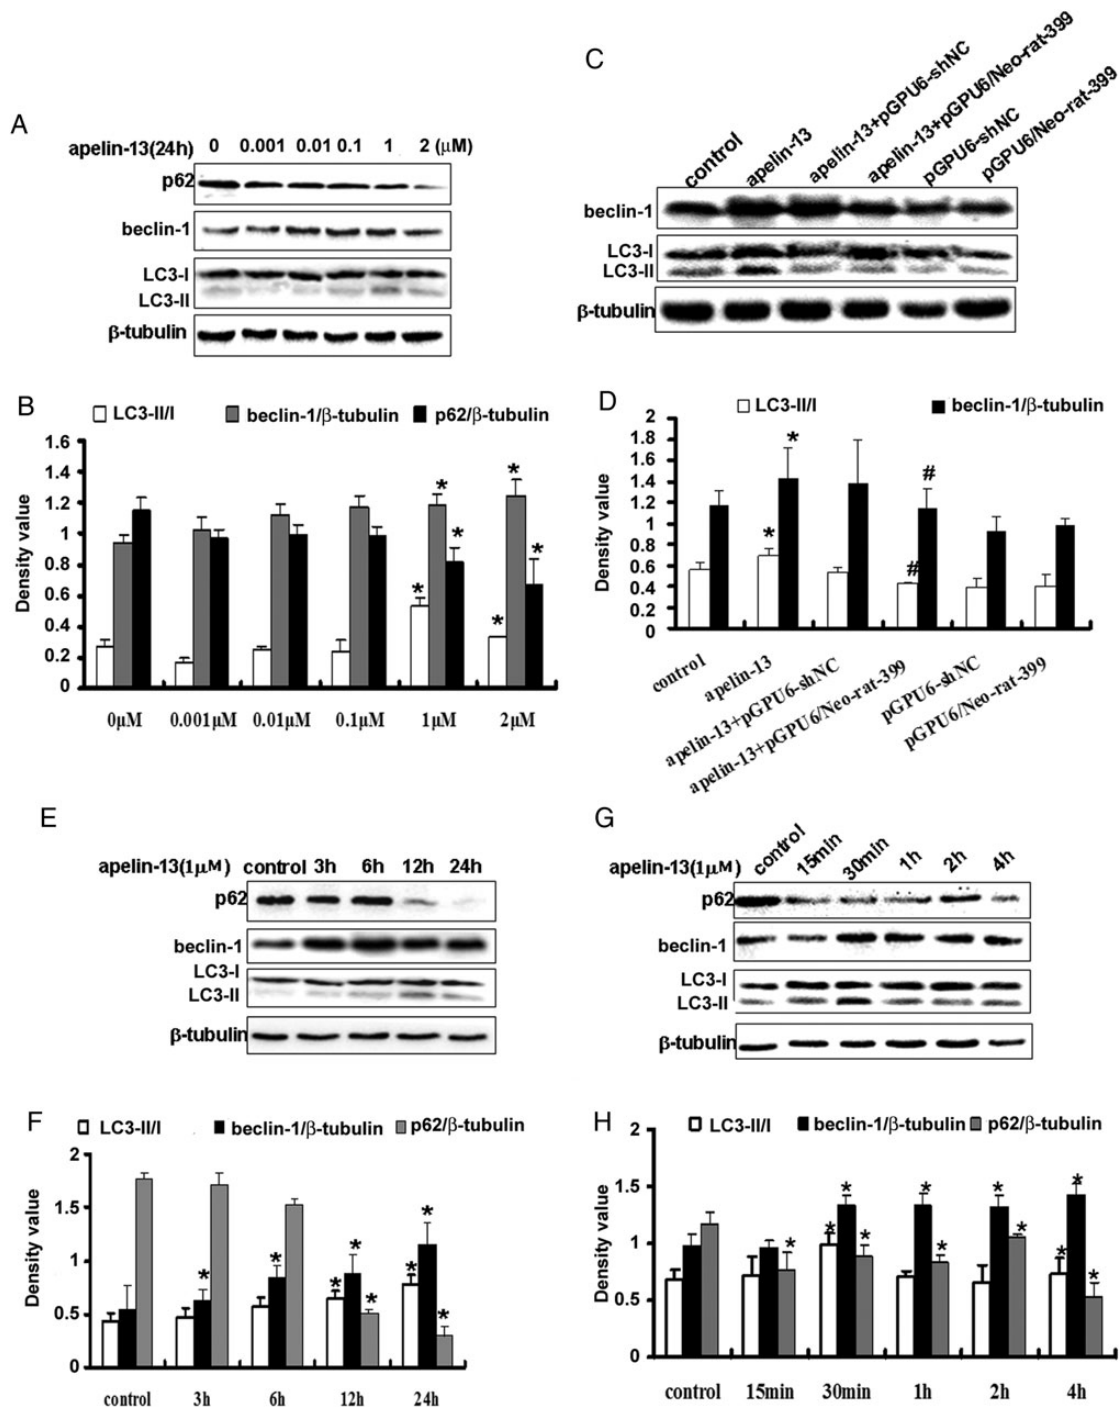 A
apelin-13(24h) 0 0.001 0.01 0.1 1 2 (μM)
p62
beclin-1
LC3-I
LC3-II
β-tubulin
B
LC3-II/I beclin-1/β-tubulin p62/β-tubulin
Density value
1.6
1.4
1.2
1
0.8
0.6
0.4
0.2
0
* * * * * *
0μM 0.001μM 0.01μM 0.1μM 1μM 2μM
C
control apelin-13 apelin-13+pGPU6-shNC apelin-13+pGPU6/Neo-rat-399 pGPU6-shNC pGPU6/Neo-rat-399
beclin-1
LC3-I
LC3-II
β-tubulin
D
LC3-II/I beclin-1/β-tubulin
Density value
2
1.8
1.6
1.4
1.2
1
0.8
0.6
0.4
0.2
0
* * # #
control apelin-13 apelin-13+pGPU6-shNC apelin-13+pGPU6/Neo-rat-399 pGPU6-shNC pGPU6/Neo-rat-399
E
apelin-13(1μM) control 3h 6h 12h 24h
p62
beclin-1
LC3-I
LC3-II
β-tubulin
F
LC3-II/I beclin-1/β-tubulin p62/β-tubulin
Density value
2
1.5
1
0.5
0
* * * * * * * *
control 3h 6h 12h 24h
G
apelin-13(1μM) control 15min 30min 1h 2h 4h
p62
beclin-1
LC3-I
LC3-II
β-tubulin
H
LC3-II/I beclin-1/β-tubulin p62/β-tubulin
Density value
2
1.5
1
0.5
0
* * * * * * * * * * *
control 15min 30min 1h 2h 4h